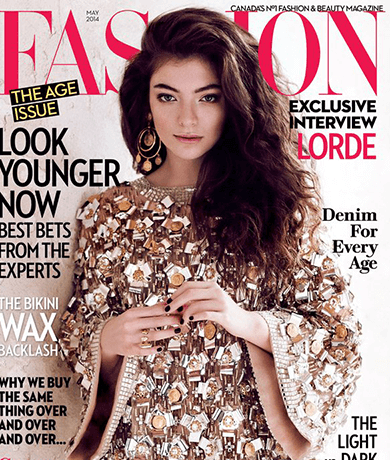 MAY
2014
CANADA'S Nº1 FASHION & BEAUTY MAGAZINE
FASHION
THE AGE
ISSUE
EXCLUSIVE
INTERVIEW
LORDE
LOOK
YOUNGER
NOW
BEST BETS
FROM THE
EXPERTS
Denim
For
Every
Age
THE BIKINI
WAX
BACKLASH
WHY WE BUY
THE SAME
THING OVER
AND OVER
AND OVER...
THE
LIGHT
DARK